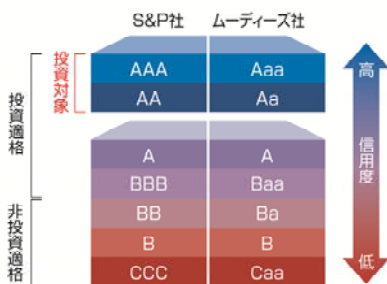 S&P社 ムーディーズ社
投資適格
投資対象
AAA Aaa
AA Aa
A A
BBB Baa
非投資適格
BB Ba
B B
CCC Caa
高
信用度
低